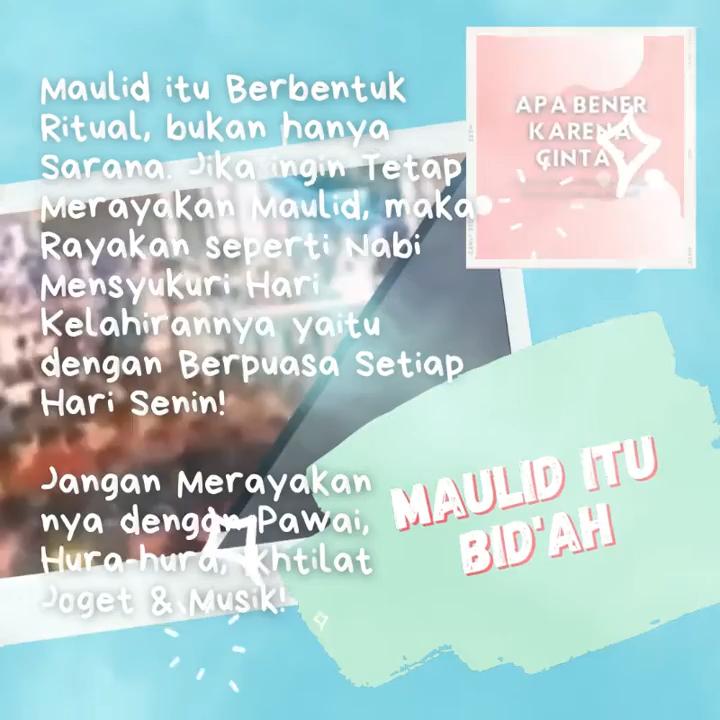 Maulid itu Berbentuk
Ritual, bukan hanya
Sarana. Jika ingin Tetap
Merayakan Maulid, maka
Rayakan seperti Nabi
Mensyukuri Hari
Kelahirannya yaitu
dengan Berpuasa Setiap
Hari Senin!
Jangan Merayakan
nya dengan Pawai,
Hura-hura, Ikhtilat
Joget & Musik!
APA BENER
KARENA
CINTA?
MAULID ITU
BID'AH